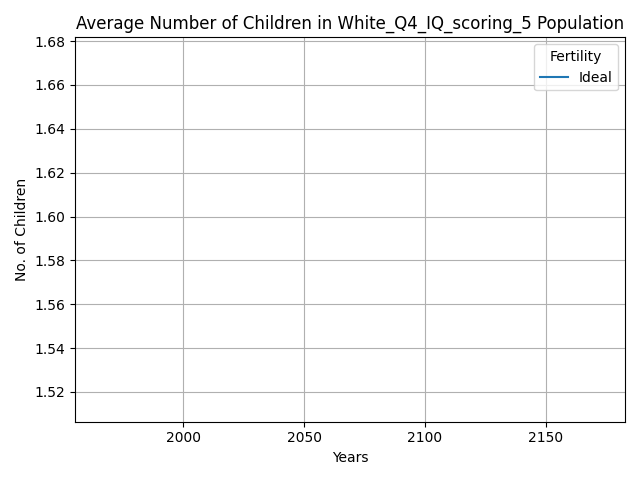 Average Number of Children in White_Q4_IQ_scoring_5 Population
Fertility
Ideal
No. of Children
1.68
1.66
1.64
1.62
1.60
1.58
1.56
1.54
1.52
2000 2050 2100 2150
Years